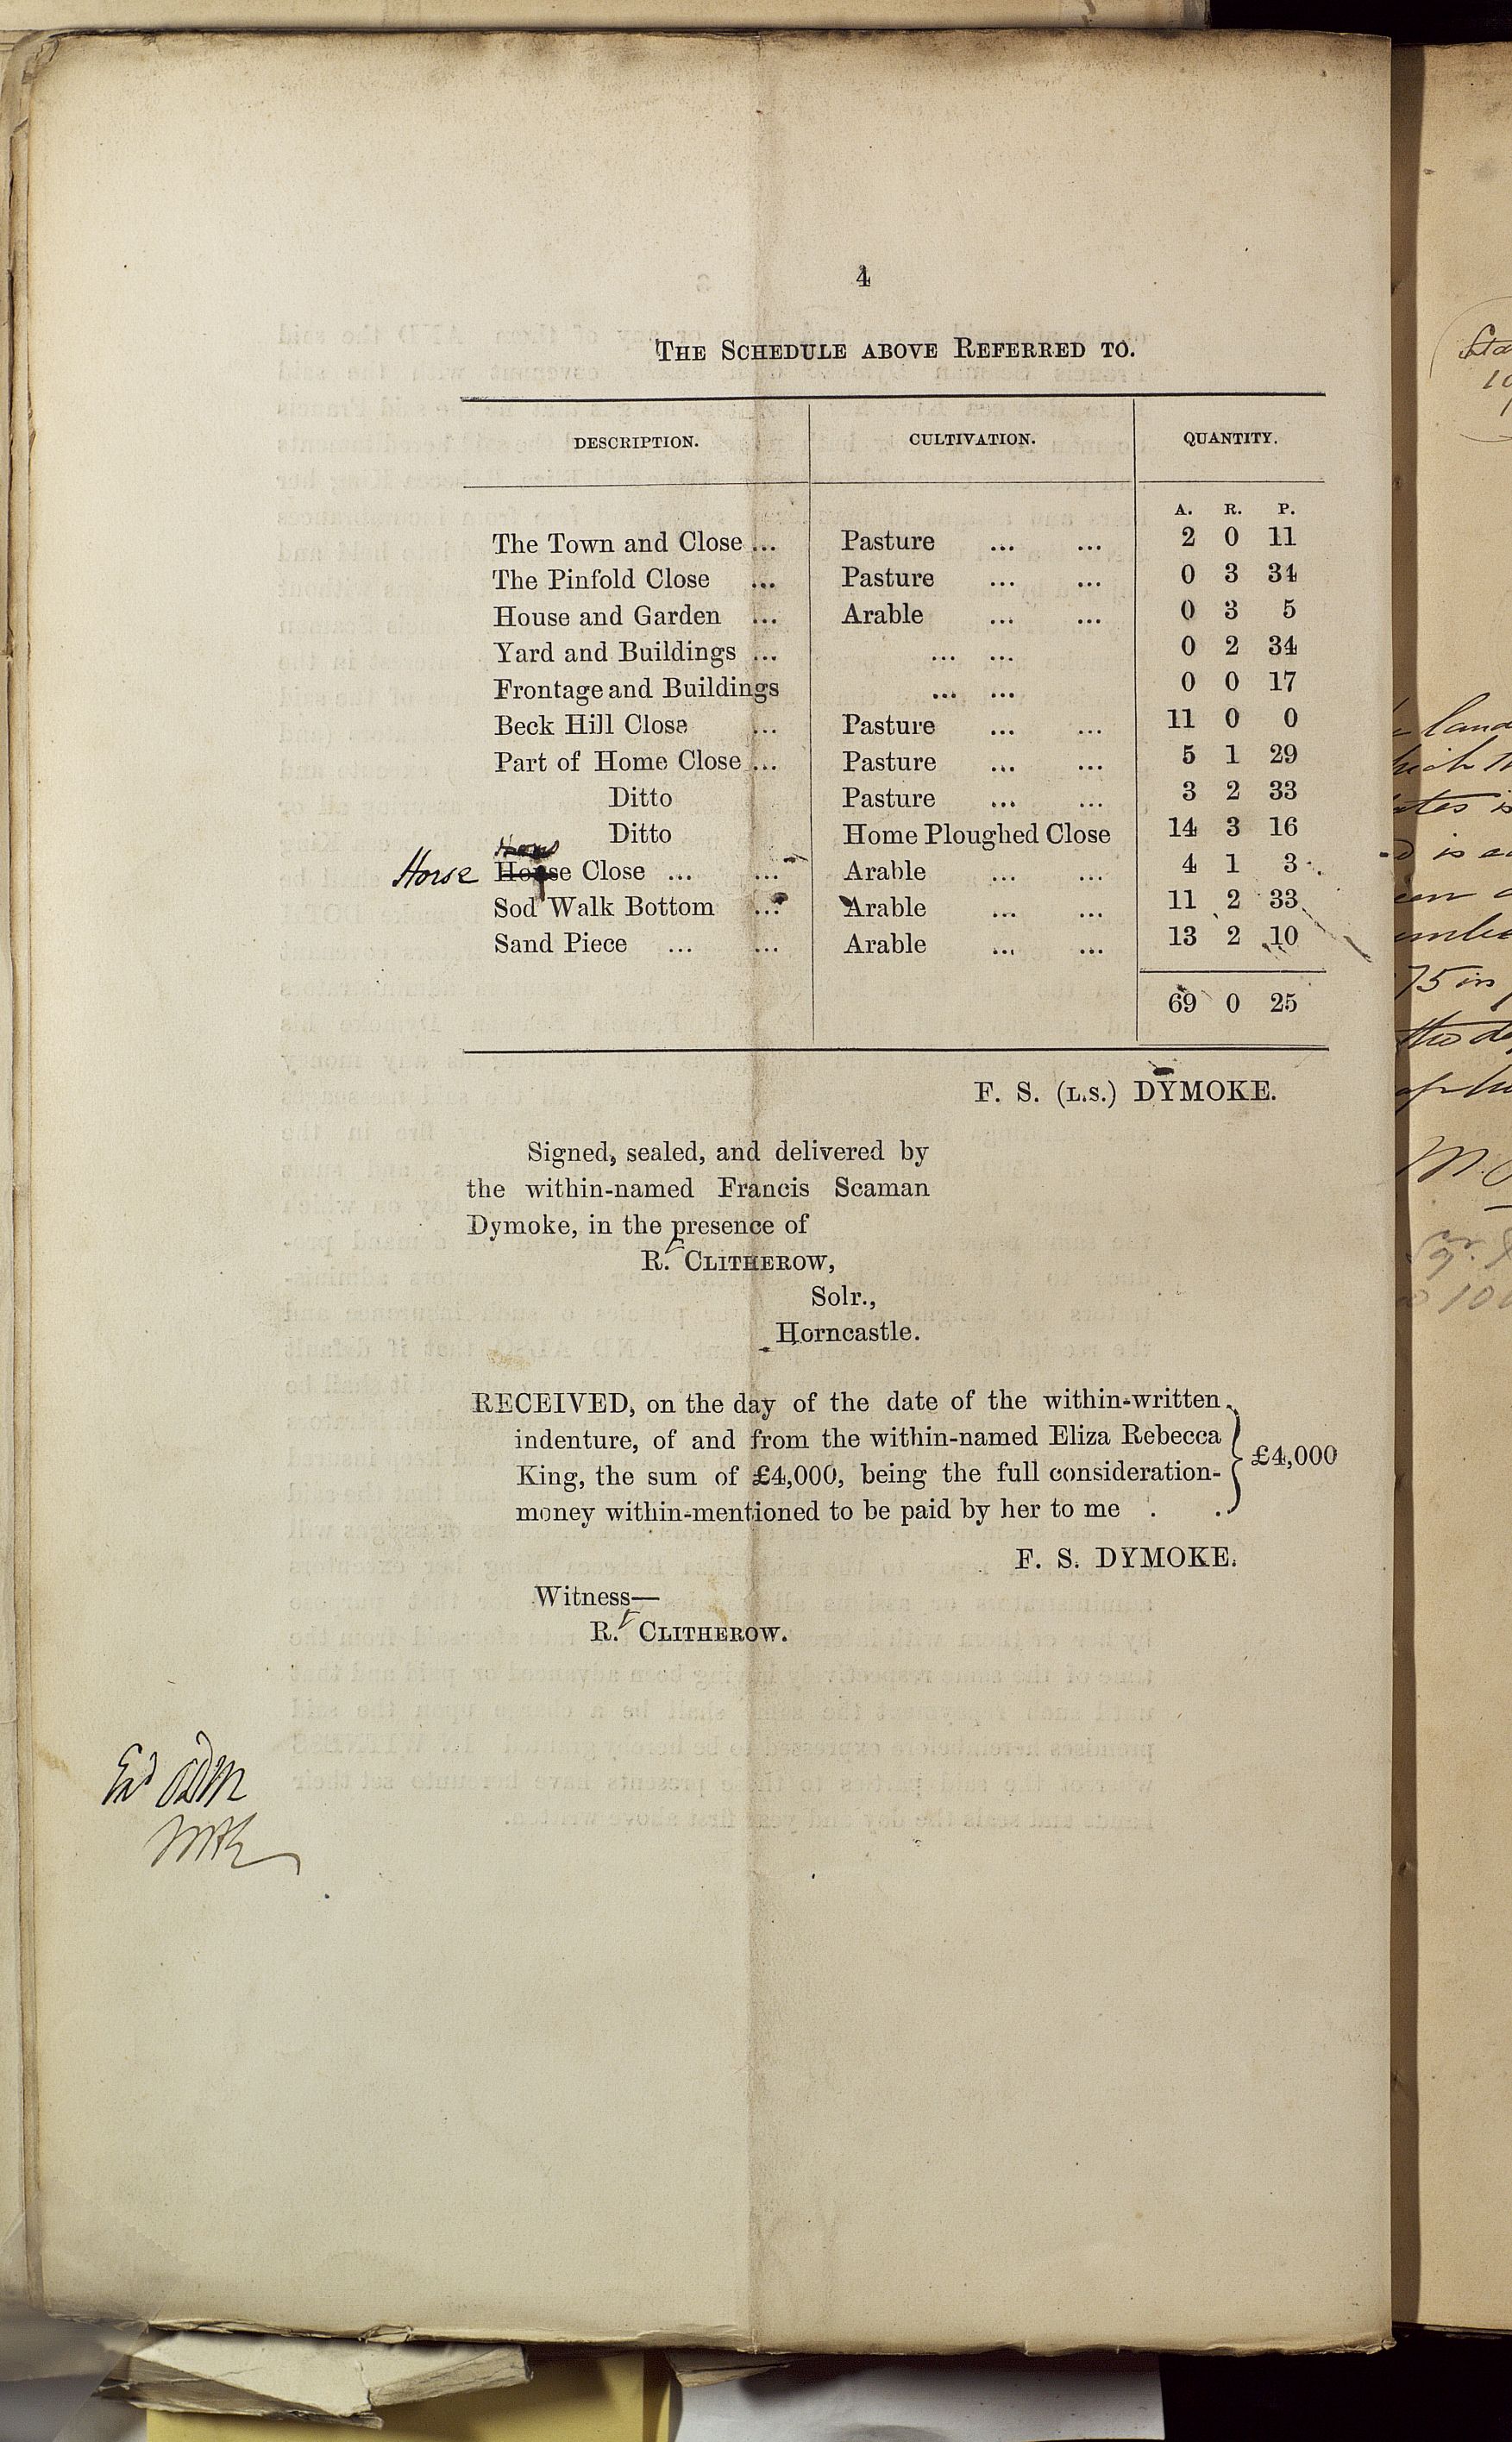 4
THE SCHEDULE ABOVE REFERRED TO.
DESCRIPTION. CULTIVATION. QUANTITY.
A. R. P.
The Town and Close ... Pasture ... ... 2 0 11
The Pinfold Close ... Pasture ... ... 0 3 34
House and Garden ... Arable ... ... 0 3 5
Yard and Buildings ... ... ... 0 2 34
Frontage and Buildings ... ... 0 0 17
Beck Hill Close ... Pasture ... ... 11 0 0
Part of Home Close ... Pasture ... ... 5 1 29
Ditto Pasture ... ... 3 2 33
Ditto Home Ploughed Close 14 3 16
Horse House Close ... ... Arable ... ... 4 1 3
Sod Walk Bottom ... Arable ... ... 11 2 33
Sand Piece ... ... Arable ... ... 13 2 10
69 0 25
F. S. (L.S.) DYMOKE.
Signed, sealed, and delivered by
the within-named Francis Scaman
Dymoke, in the presence of
R. CLITHEROW,
Solr.,
Horncastle.
RECEIVED, on the day of the date of the within-written
indenture, of and from the within-named Eliza Rebecca
King, the sum of £4,000, being the full consideration-
money within-mentioned to be paid by her to me . .
£4,000
F. S. DYMOKE.
Witness—
R. CLITHEROW.